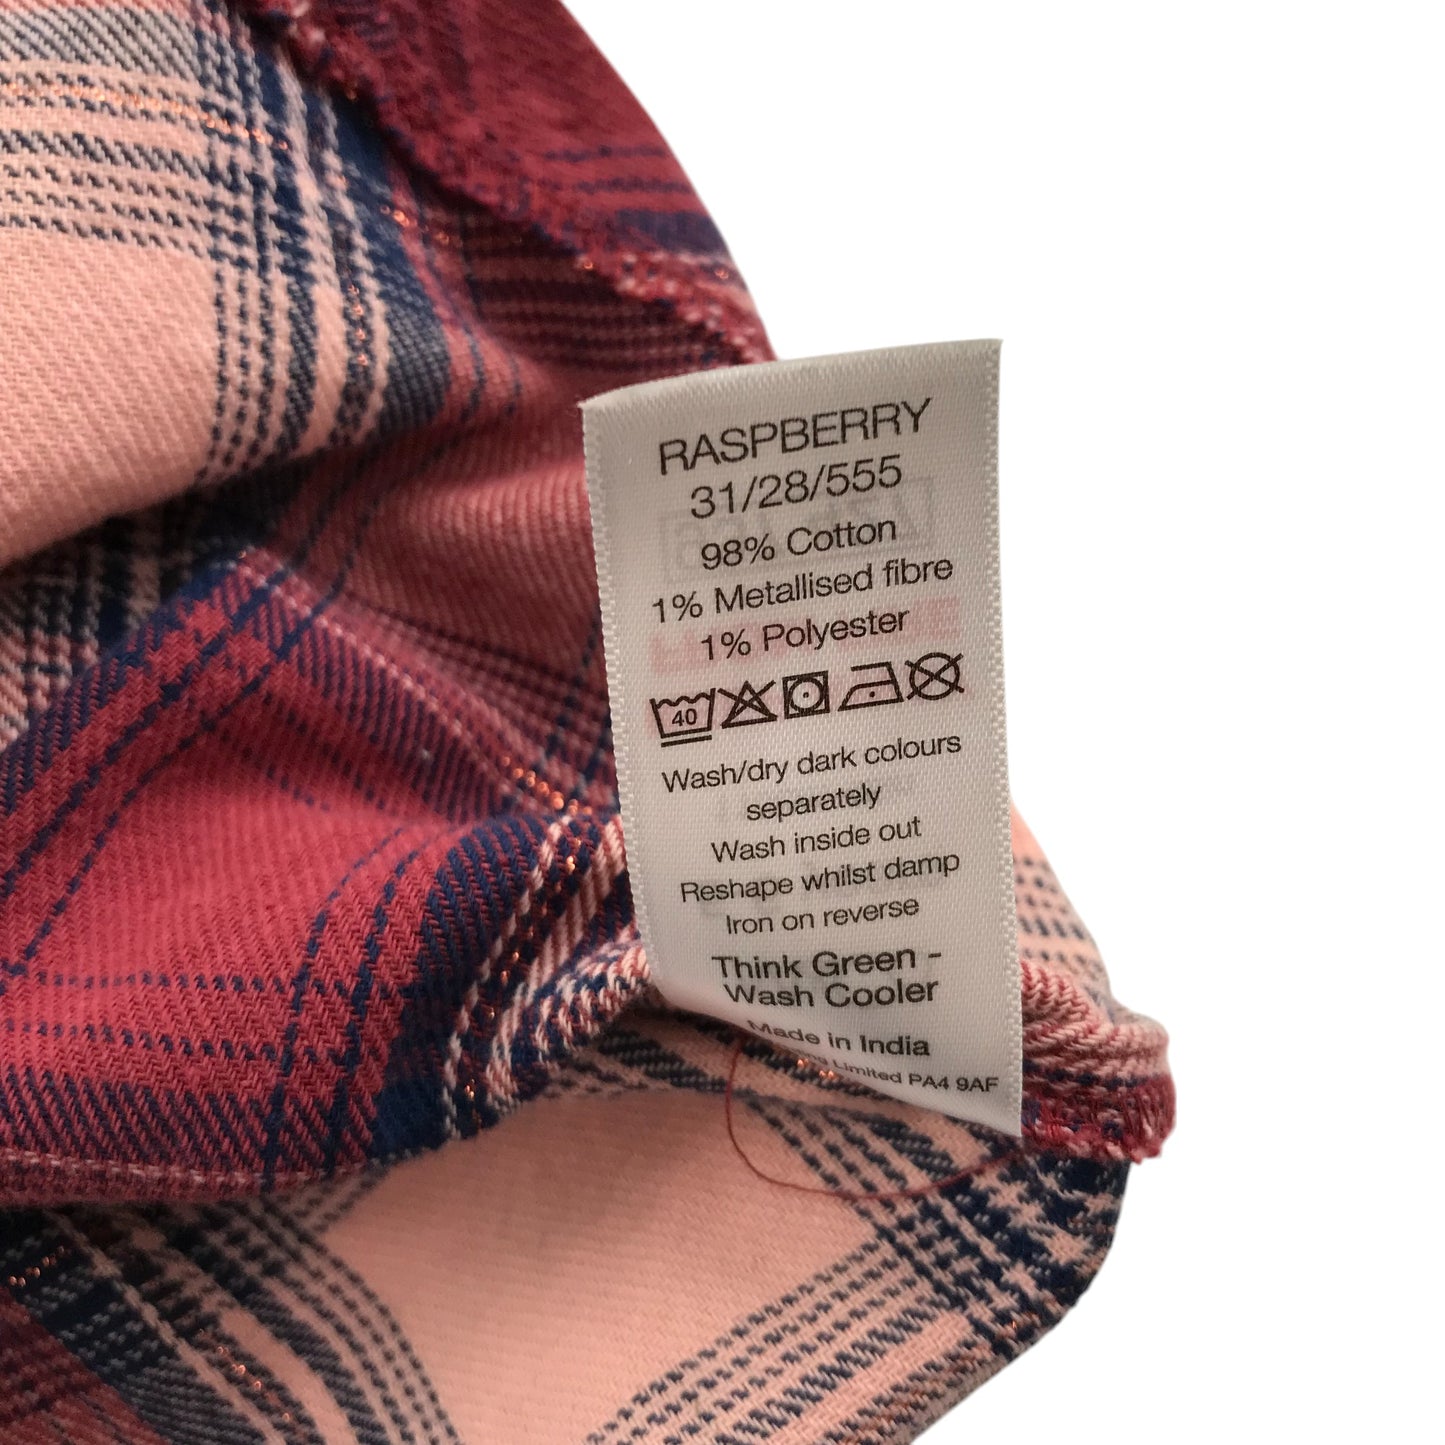 RASPBERRY
31/28/555
98% Cotton
1% Metallised fibre
1% Polyester
40
Wash/dry dark colours
separately
Wash inside out
Reshape whilst damp
Iron on reverse
Think Green -
Wash Cooler
Made in India
Limited PA4 9AF